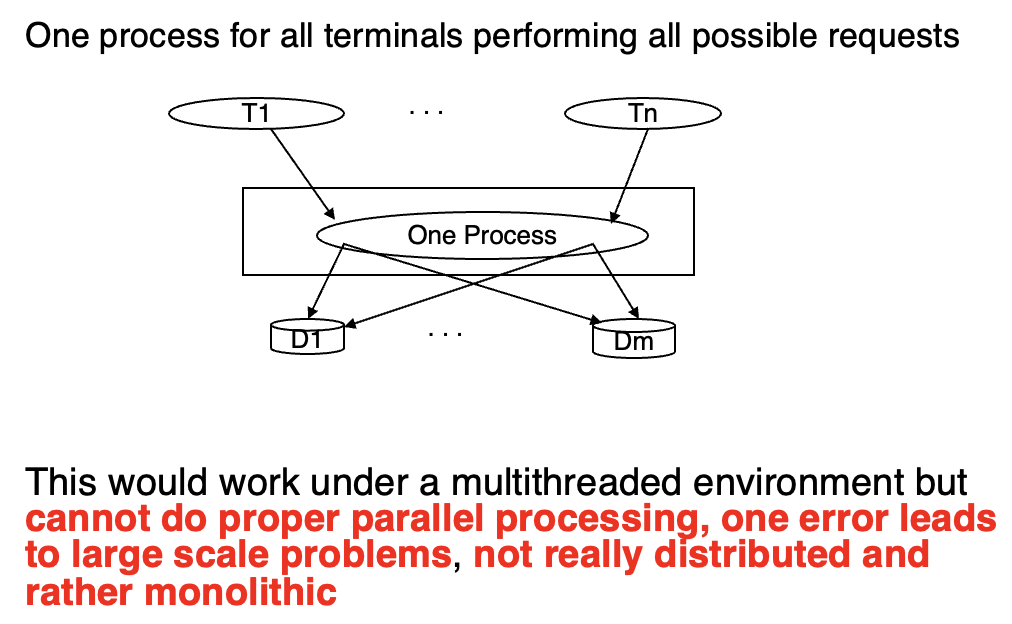 One process for all terminals performing all possible requests
T1 . . . Tn
One Process
D1 . . . Dm
This would work under a multithreaded environment but
cannot do proper parallel processing, one error leads
to large scale problems, not really distributed and
rather monolithic